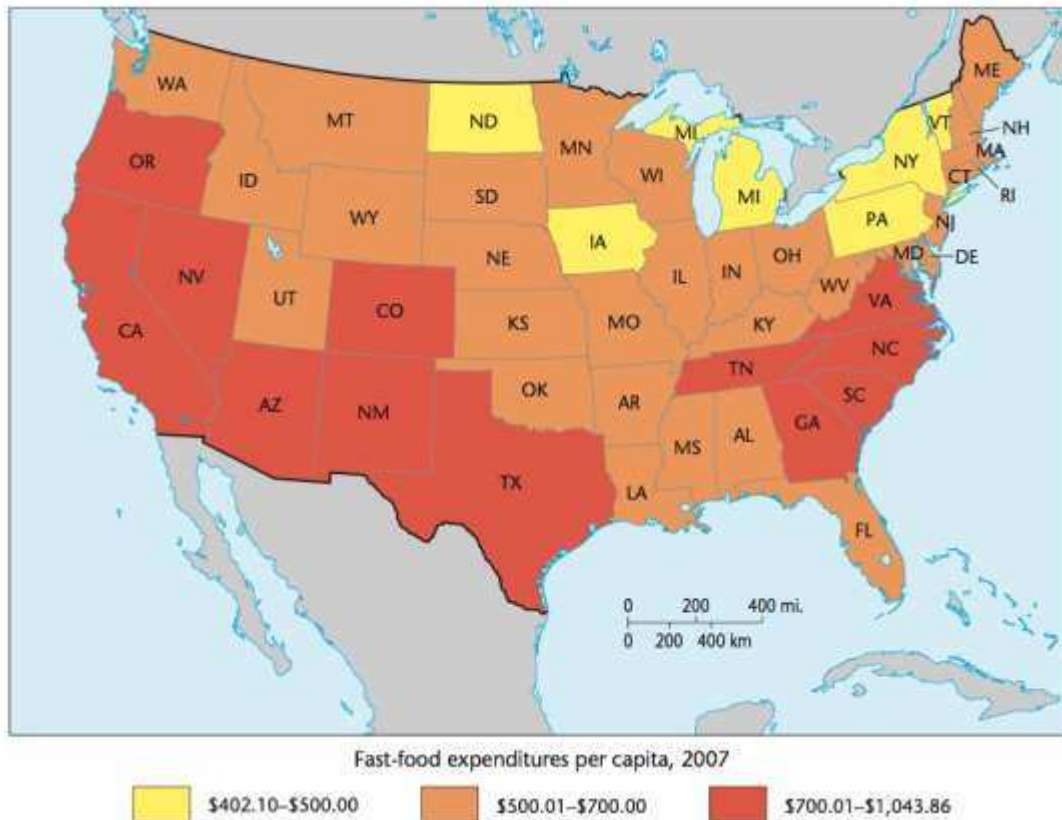 WA
MT
ND
MN
MI
VT
ME
NH
MA
OR
ID
SD
WI
NY
CT
RI
WY
MI
IA
PA
NJ
NE
MD
DE
NV
UT
CO
IL
IN
OH
WV
VA
CA
KS
MO
KY
NC
TN
AZ
NM
OK
AR
SC
MS
AL
GA
TX
LA
FL
0 200 400 mi.
0 200 400 km
Fast-food expenditures per capita, 2007
$402.10–$500.00 $500.01–$700.00 $700.01–$1,043.86